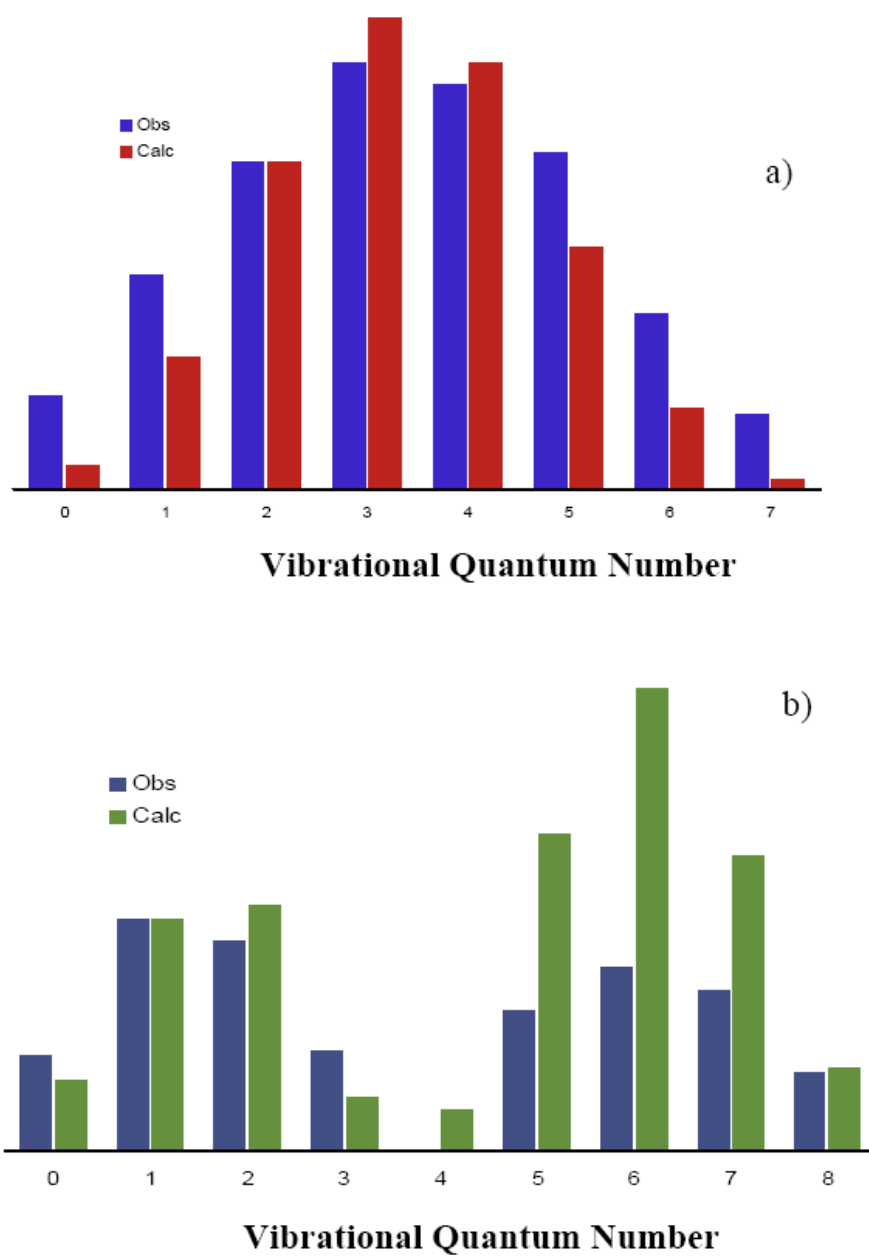 Obs
Calc
a)
0 1 2 3 4 5 6 7
Vibrational Quantum Number
b)
Obs
Calc
0 1 2 3 4 5 6 7 8
Vibrational Quantum Number